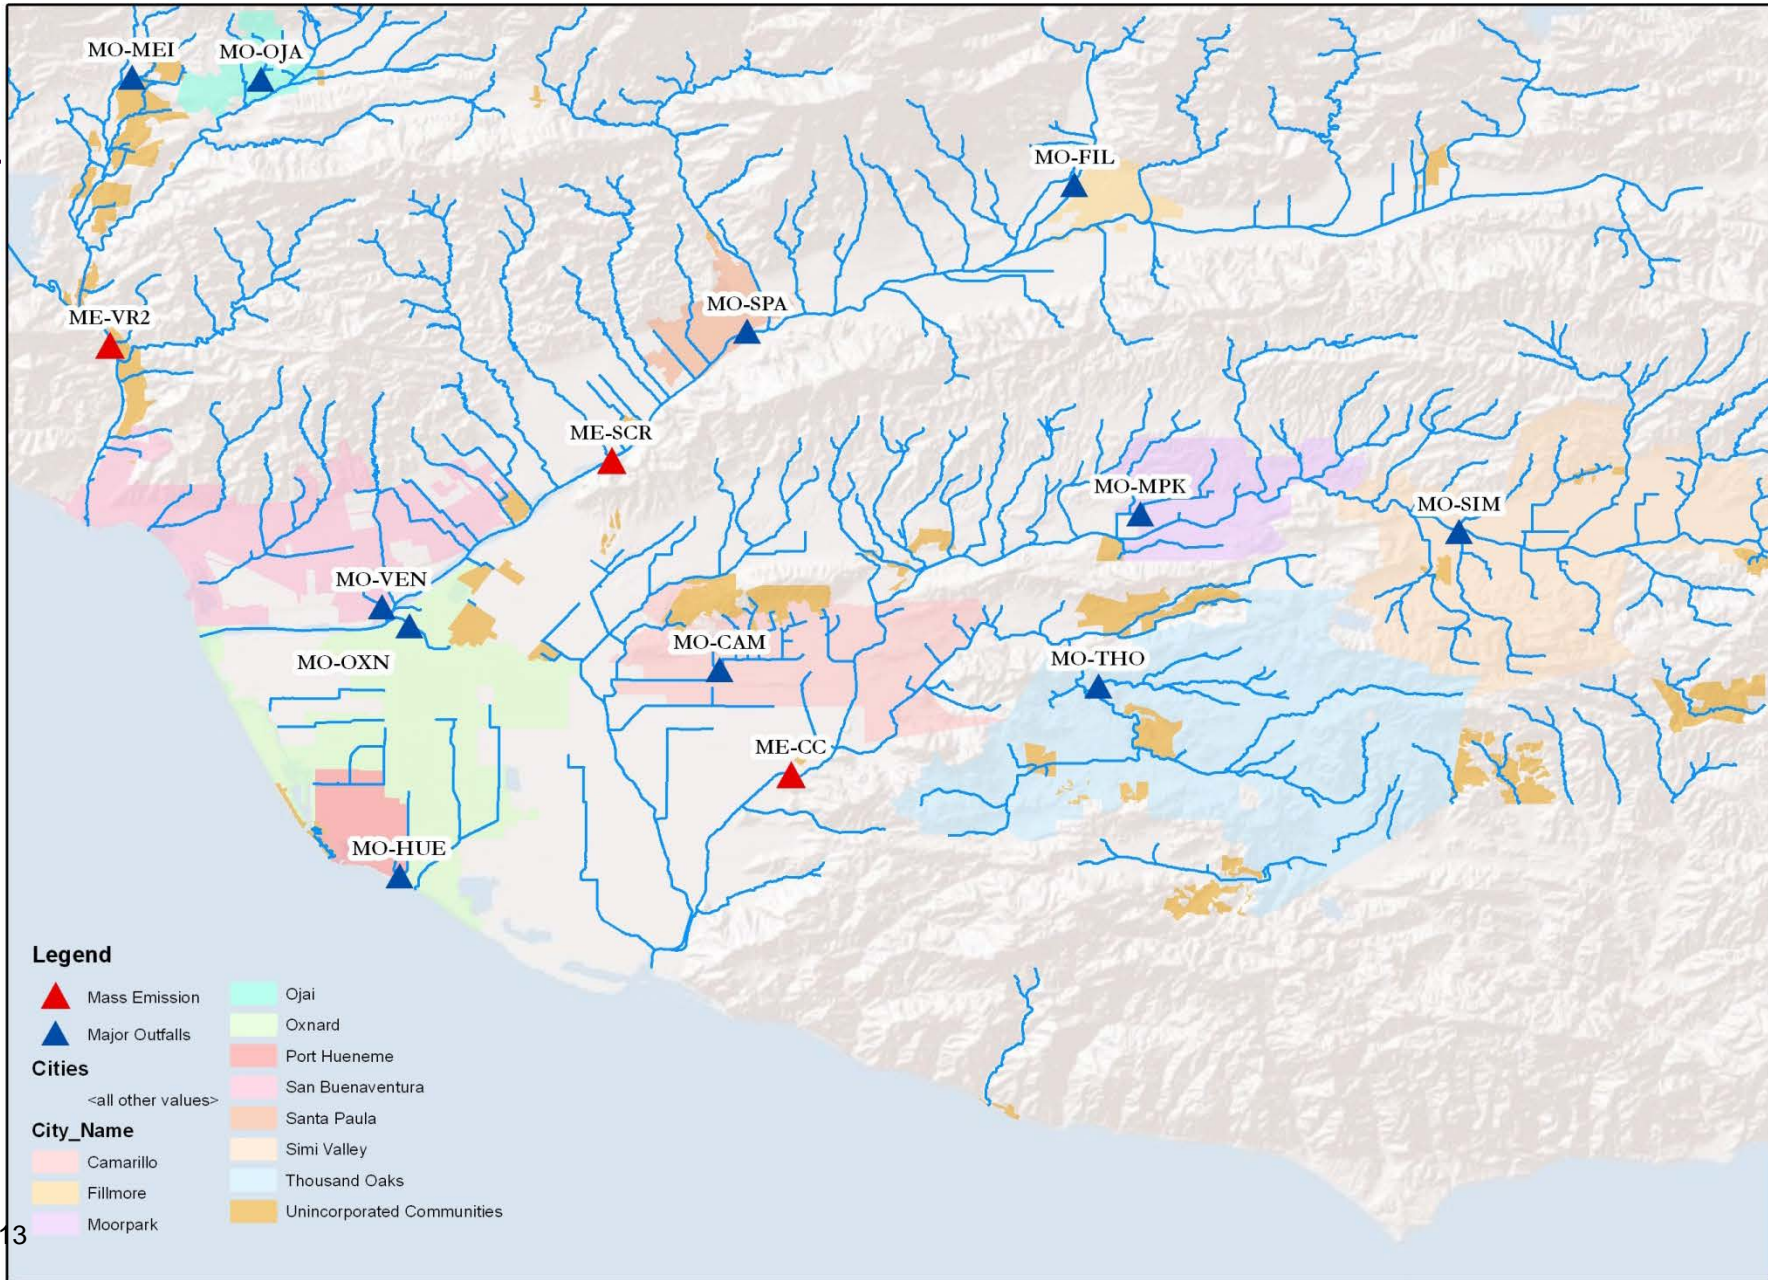 MO-MEI
MO-OJA
MO-FIL
MO-SPA
ME-VR2
ME-SCR
MO-MPK
MO-SIM
MO-VEN
MO-OXN
MO-CAM
MO-THO
ME-CC
MO-HUE
Legend
Mass Emission
Major Outfalls
Cities
<all other values>
City_Name
Camarillo
Fillmore
Moorpark
Ojai
Oxnard
Port Hueneme
San Buenaventura
Santa Paula
Simi Valley
Thousand Oaks
Unincorporated Communities
13